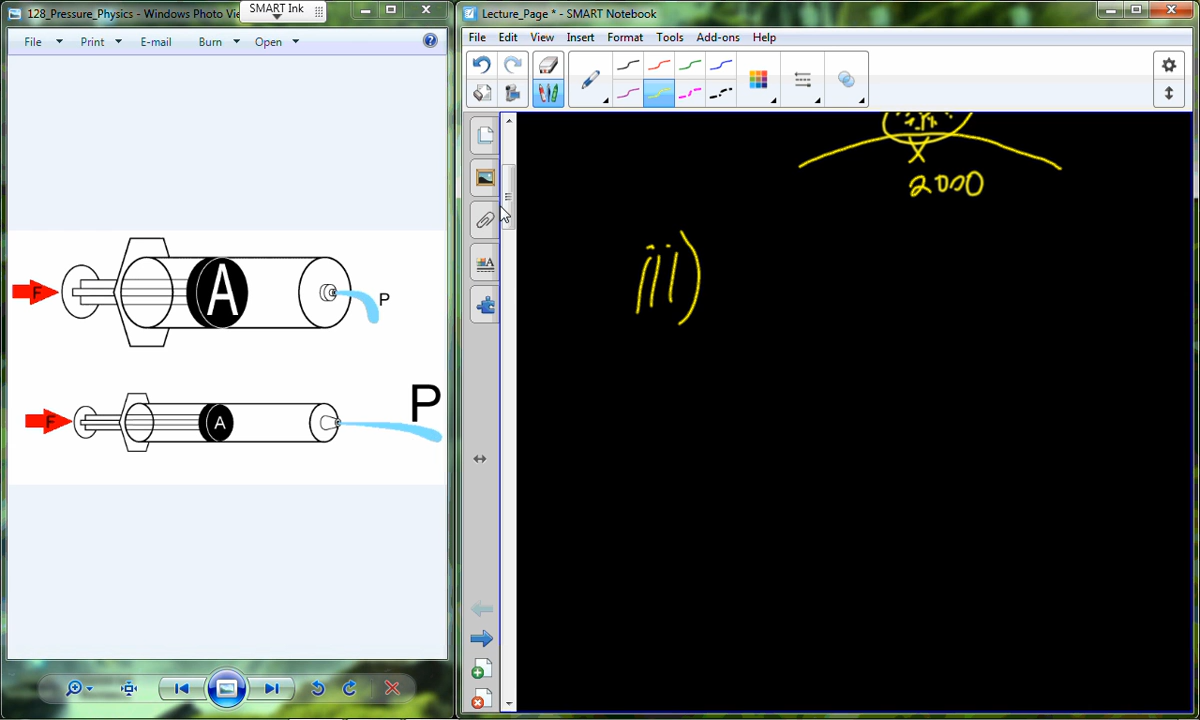 128_Pressure_Physics - Windows Photo Vie
SMART Ink
File Print E-mail Burn Open
F A P
F A P
Lecture_Page * - SMART Notebook
File Edit View Insert Format Tools Add-ons Help
X
2000
iii)